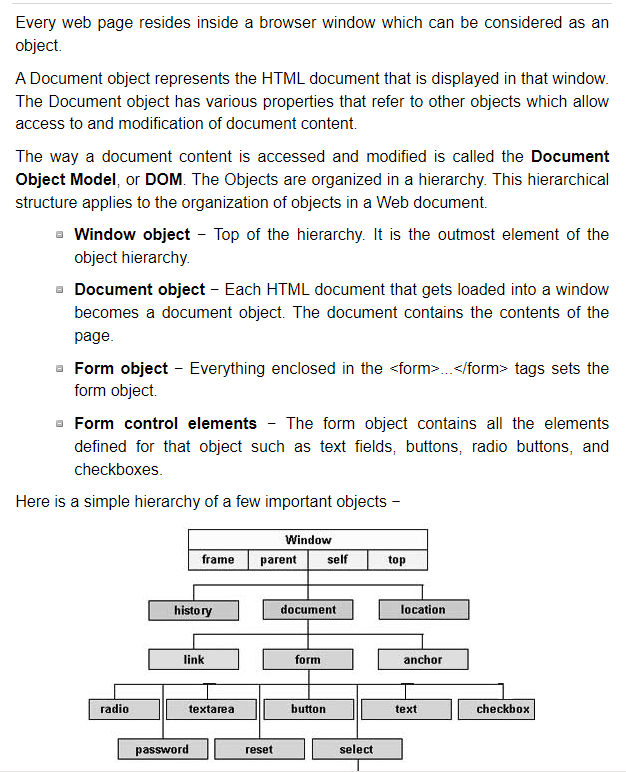 Every web page resides inside a browser window which can be considered as an
object.
A Document object represents the HTML document that is displayed in that window.
The Document object has various properties that refer to other objects which allow
access to and modification of document content.
The way a document content is accessed and modified is called the Document
Object Model, or DOM. The Objects are organized in a hierarchy. This hierarchical
structure applies to the organization of objects in a Web document.
Window object − Top of the hierarchy. It is the outmost element of the
object hierarchy.
Document object − Each HTML document that gets loaded into a window
becomes a document object. The document contains the contents of the
page.
Form object − Everything enclosed in the <form>...</form> tags sets the
form object.
Form control elements − The form object contains all the elements
defined for that object such as text fields, buttons, radio buttons, and
checkboxes.
Here is a simple hierarchy of a few important objects −
Window
frame parent self top
history document location
link form anchor
radio textarea button text checkbox
password reset select